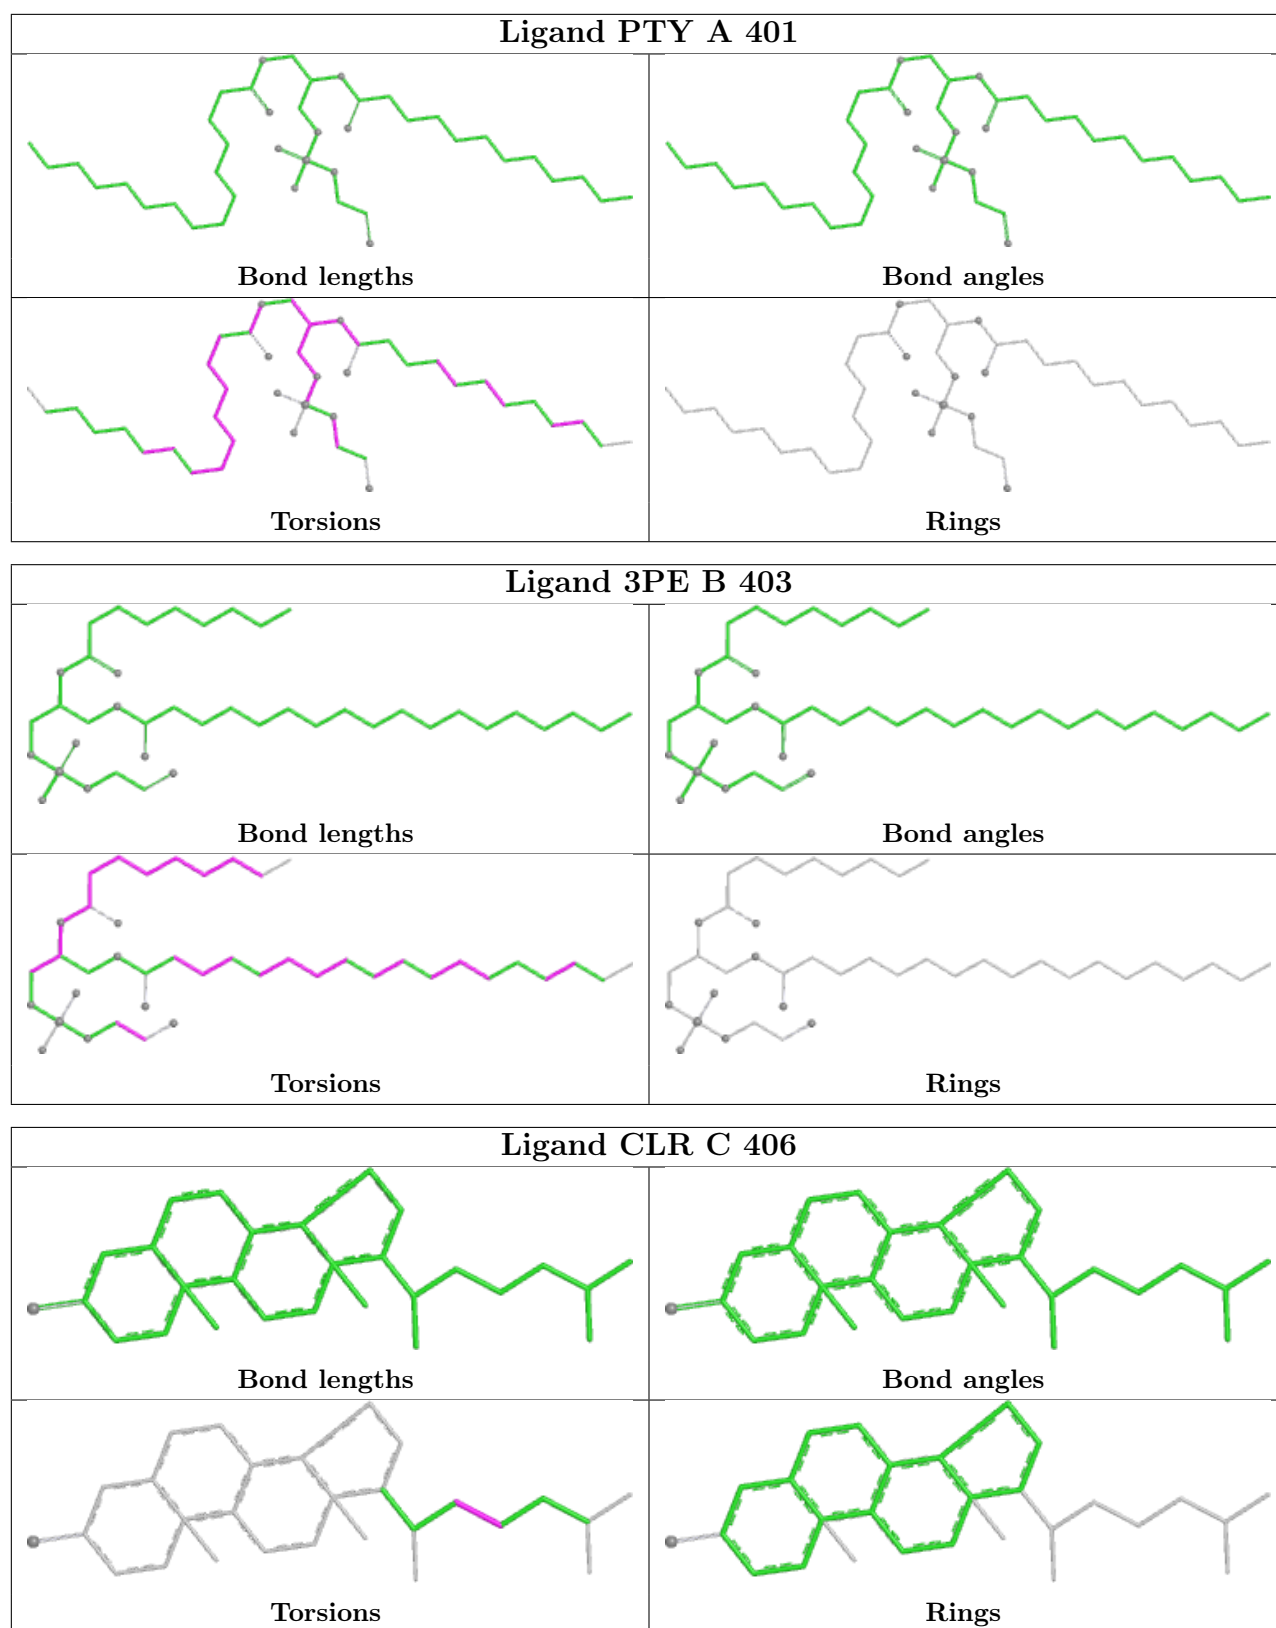 Ligand PTY A 401
Bond lengths
Bond angles
Torsions
Rings
Ligand 3PE B 403
Bond lengths
Bond angles
Torsions
Rings
Ligand CLR C 406
Bond lengths
Bond angles
Torsions
Rings